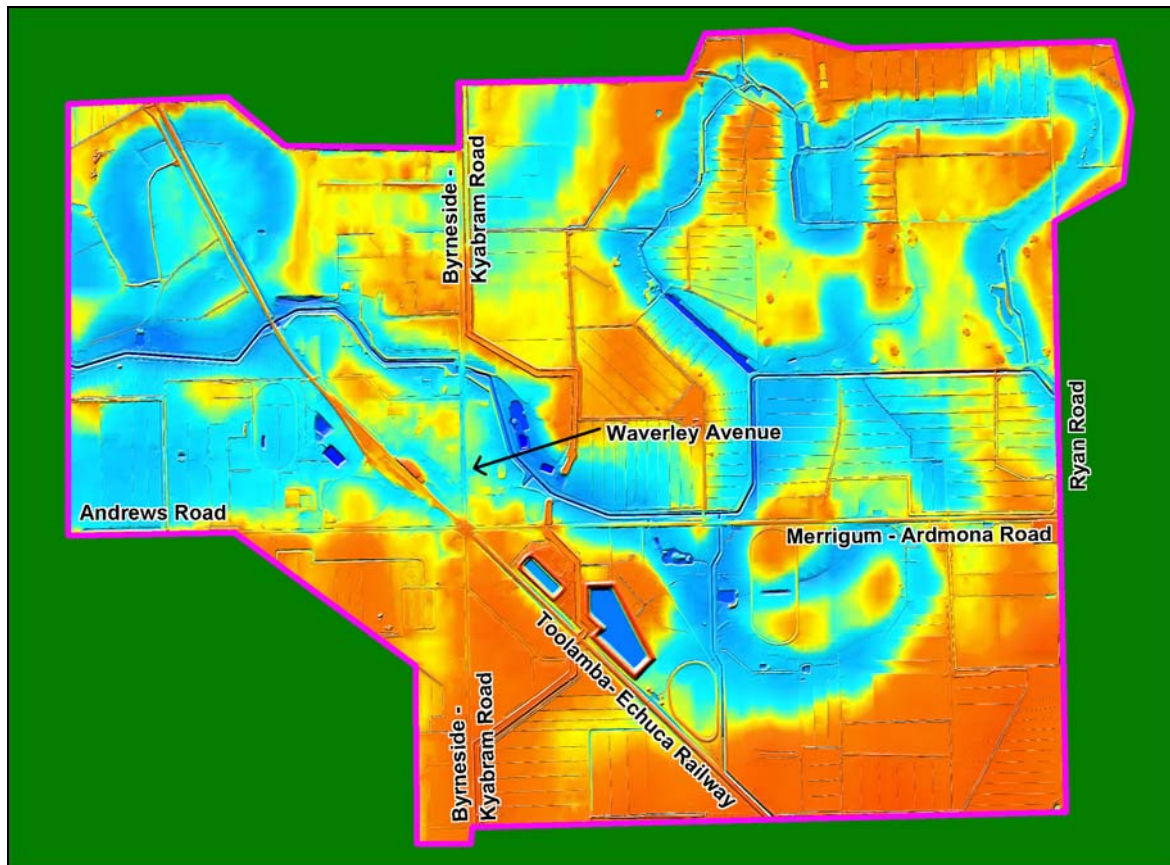 Byrneside -
Kyabram Road
Waverley Avenue
Ryan Road
Andrews Road
Merrigum - Ardmona Road
Toolamba- Echuca Railway
Byrneside -
Kyabram Road